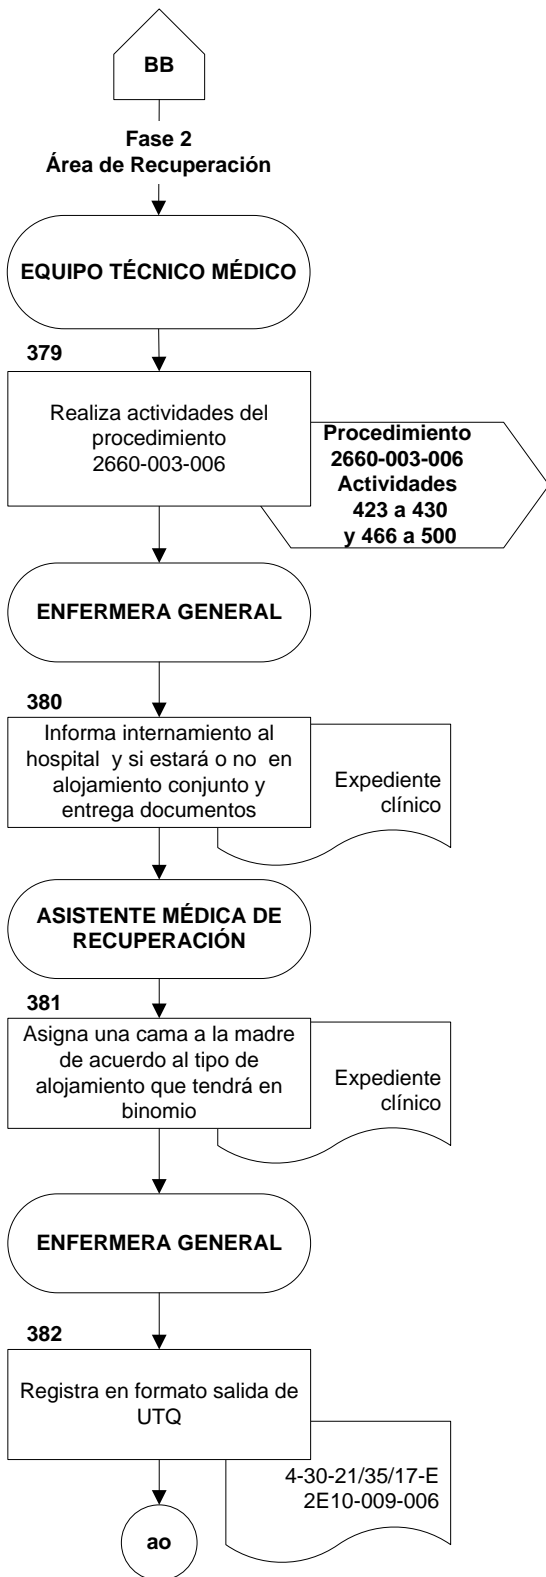 BB
Fase 2
Área de Recuperación
EQUIPO TÉCNICO MÉDICO
379
Realiza actividades del
procedimiento
2660-003-006
Procedimiento
2660-003-006
Actividades
423 a 430
y 466 a 500
ENFERMERA GENERAL
380
Informa internamiento al
hospital y si estará o no en
alojamiento conjunto y
entrega documentos
Expediente
clínico
ASISTENTE MÉDICA DE
RECUPERACIÓN
381
Asigna una cama a la madre
de acuerdo al tipo de
alojamiento que tendrá en
binomio
Expediente
clínico
ENFERMERA GENERAL
382
Registra en formato salida de
UTQ
4-30-21/35/17-E
2E10-009-006
ao